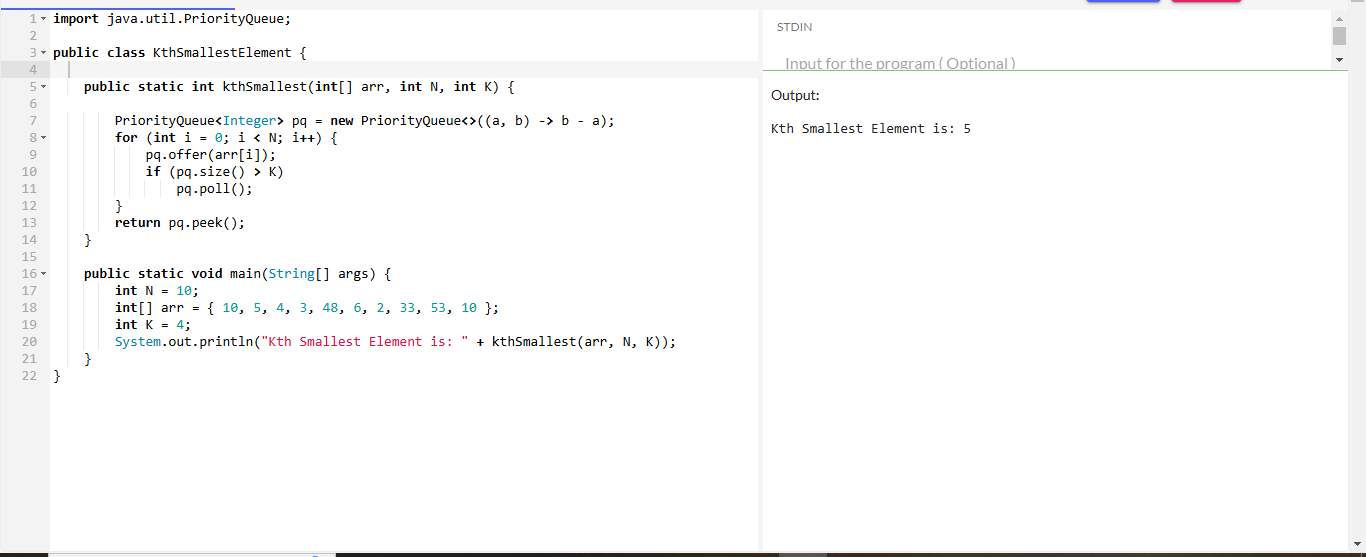 1 import java.util.PriorityQueue;
2
3 public class KthSmallestElement {
4
5 public static int kthSmallest(int[] arr, int N, int K) {
6
7 PriorityQueue<Integer> pq = new PriorityQueue<>((a, b) -> b - a);
8 for (int i = 0; i < N; i++) {
9 pq.offer(arr[i]);
10 if (pq.size() > K)
11 pq.poll();
12 }
13 return pq.peek();
14 }
15
16 public static void main(String[] args) {
17 int N = 10;
18 int[] arr = { 10, 5, 4, 3, 48, 6, 2, 33, 53, 10 };
19 int K = 4;
20 System.out.println("Kth Smallest Element is: " + kthSmallest(arr, N, K));
21 }
22 }
STDIN
Input for the program ( Optional )
Output:
Kth Smallest Element is: 5